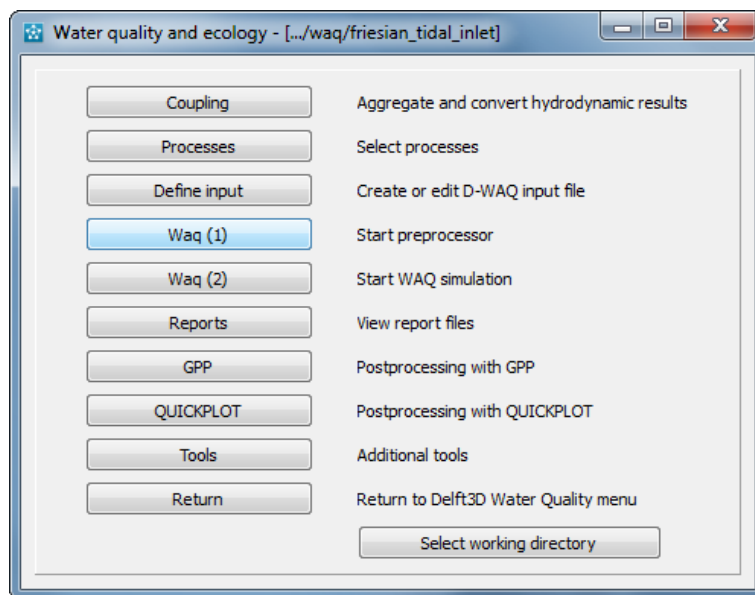 Water quality and ecology - [.../waq/friesian_tidal_inlet]
Coupling Aggregate and convert hydrodynamic results
Processes Select processes
Define input Create or edit D-WAQ input file
Waq (1) Start preprocessor
Waq (2) Start WAQ simulation
Reports View report files
GPP Postprocessing with GPP
QUICKPLOT Postprocessing with QUICKPLOT
Tools Additional tools
Return Return to Delft3D Water Quality menu
Select working directory